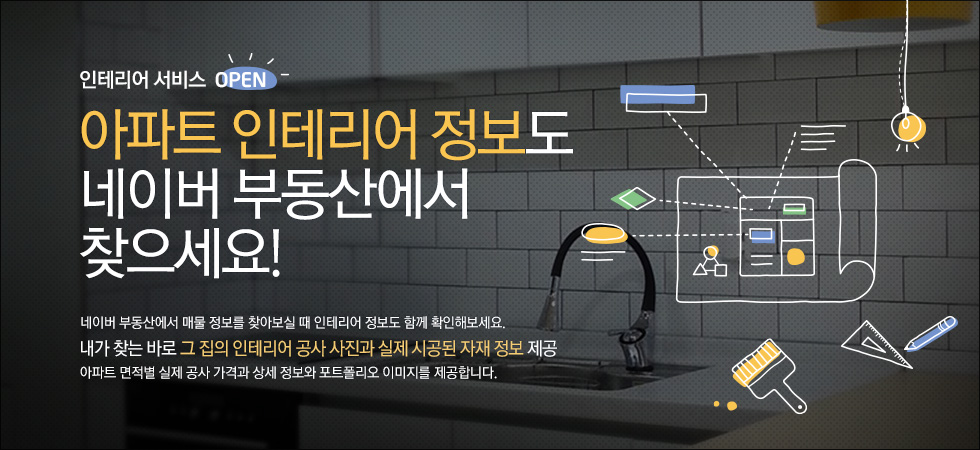 인테리어 서비스 OPEN
아파트 인테리어 정보도
네이버 부동산에서
찾으세요!
네이버 부동산에서 매물 정보를 찾아보실 때 인테리어 정보도 함께 확인해보세요.
내가 찾는 바로 그 집의 인테리어 공사 사진과 실제 시공된 자재 정보 제공
아파트 면적별 실제 공사 가격과 상세 정보와 포트폴리오 이미지를 제공합니다.